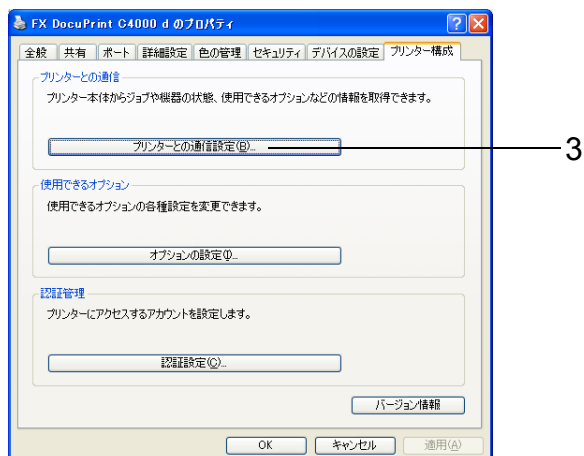 FX DocuPrint C4000 d のプロパティ
全般 共有 ポート 詳細設定 色の管理 セキュリティ デバイスの設定 プリンター構成
プリンターとの通信
プリンター本体からジョブや機器の状態、使用できるオプションなどの情報を取得できます。
プリンターとの通信設定(B)...
3
使用できるオプション
使用できるオプションの各種設定を変更できます。
オプションの設定(I)...
認証管理
プリンターにアクセスするアカウントを設定します。
認証設定(C)...
バージョン情報
OK キャンセル 適用(A)